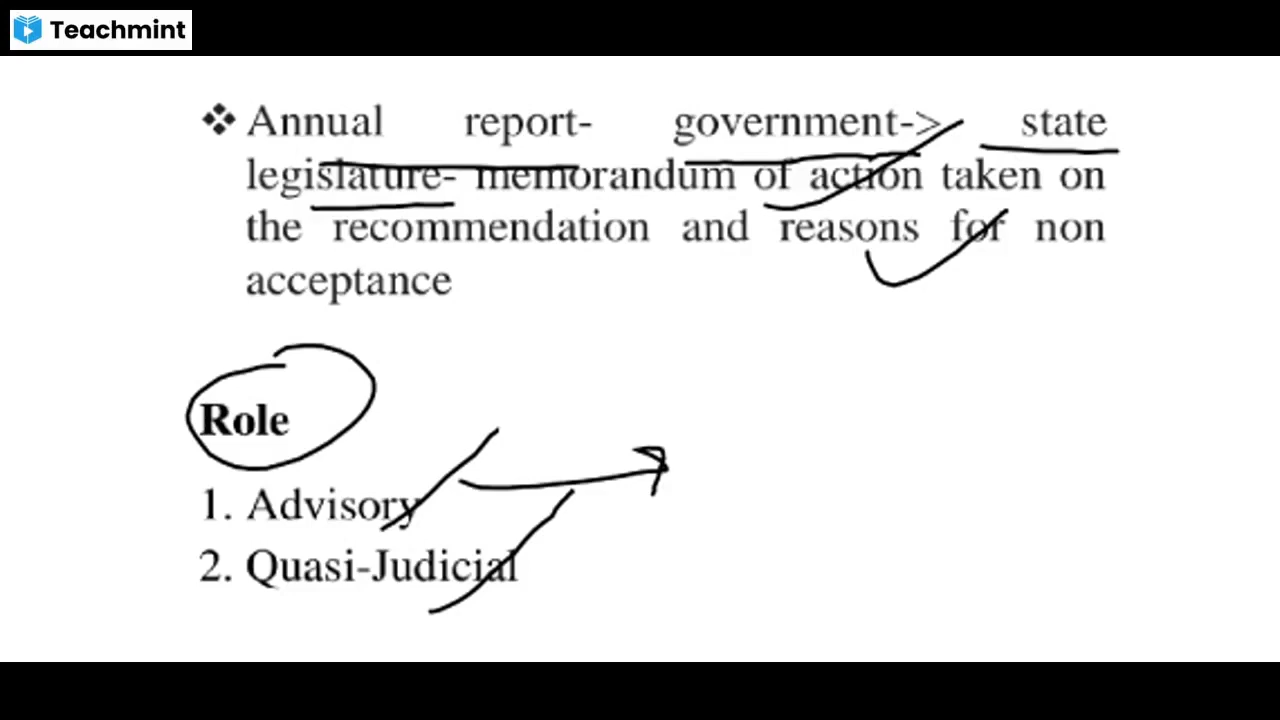 Teachmint
❖ Annual report- government-> state
legislature- memorandum of action taken on
the recommendation and reasons for non
acceptance
Role
1. Advisory
2. Quasi-Judicial